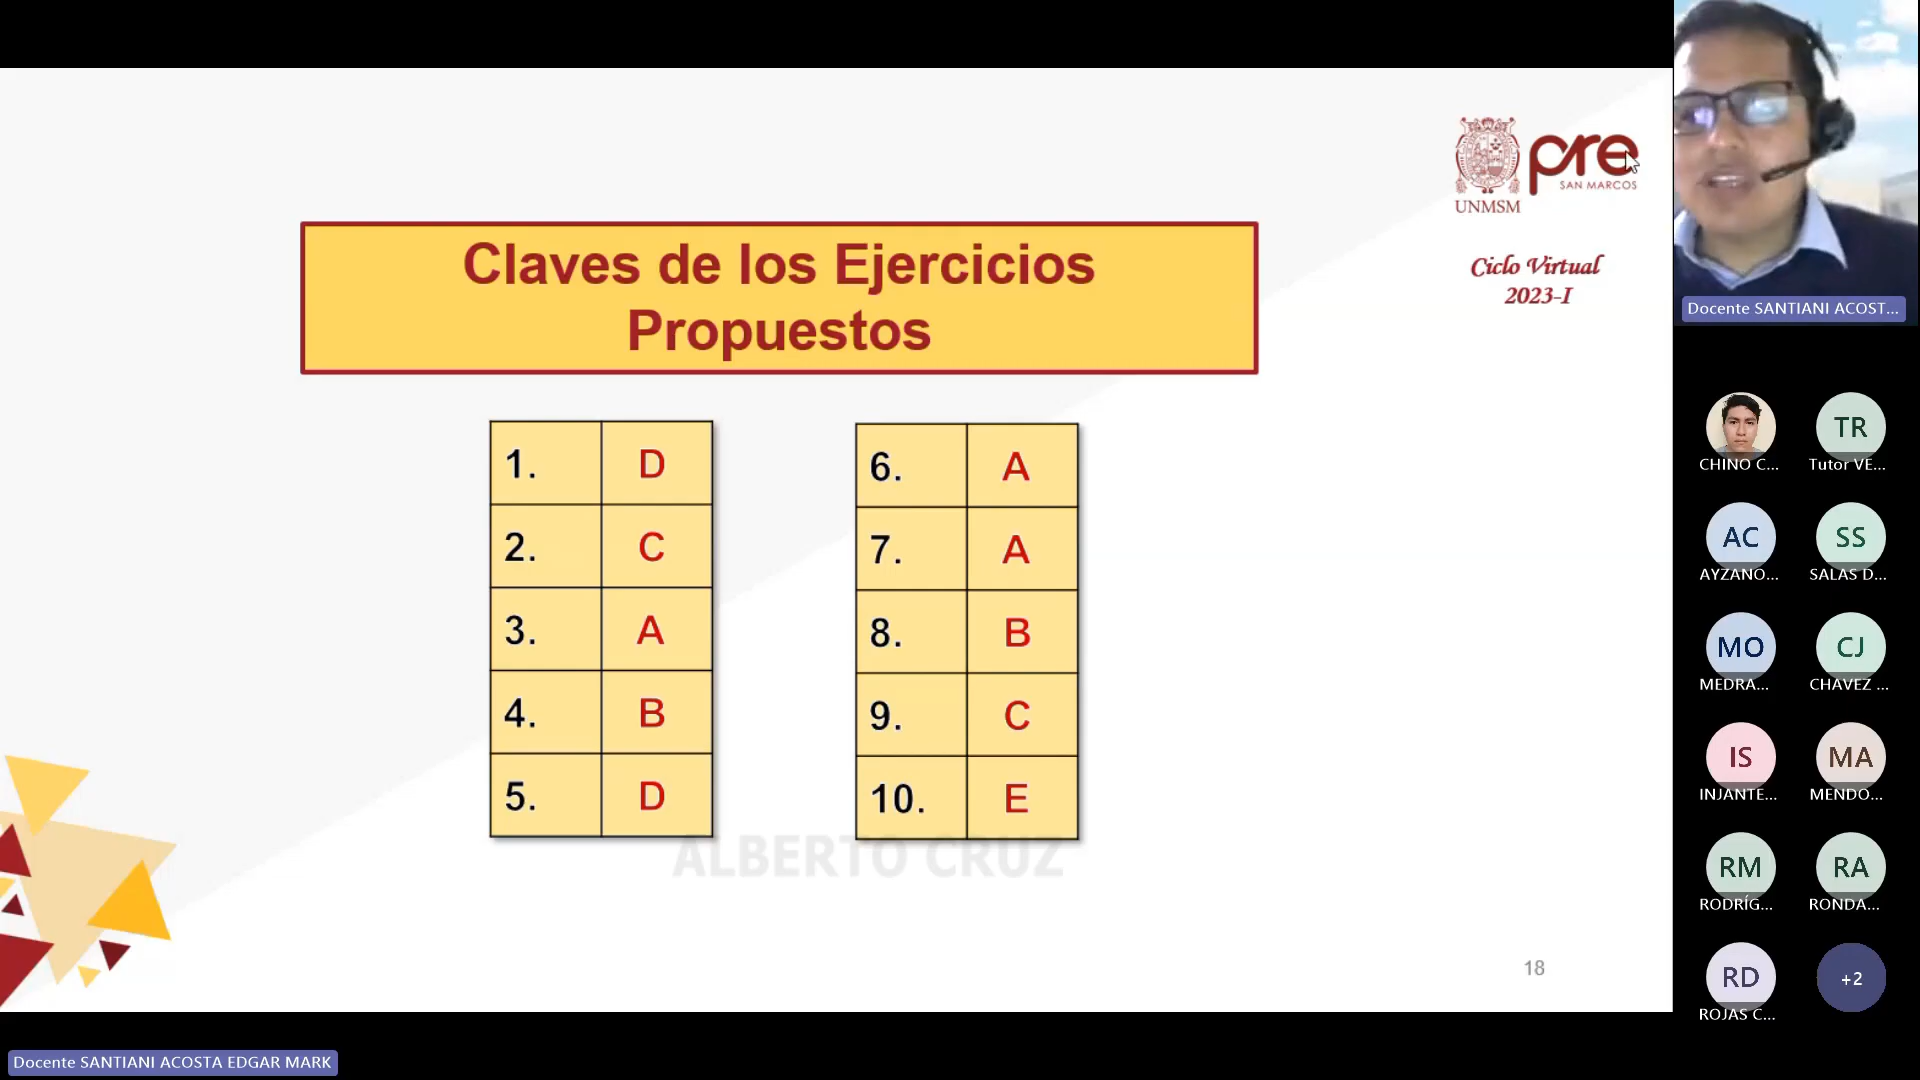 Claves de los Ejercicios
Propuestos
UNMSM
pre
SAN MARCOS
Ciclo Virtual
2023-I
1. D
2. C
3. A
4. B
5. D
6. A
7. A
8. B
9. C
10. E
ALBERTO CRUZ
18
Docente SANTIANI ACOST...
CHINO C...
TR
Tutor VE...
AC
AYZANO...
SS
SALAS D...
MO
MEDRA...
CJ
CHAVEZ ...
IS
INJANTE...
MA
MENDO...
RM
RODRÍG...
RA
RONDA...
RD
ROJAS C...
+2
Docente SANTIANI ACOSTA EDGAR MARK